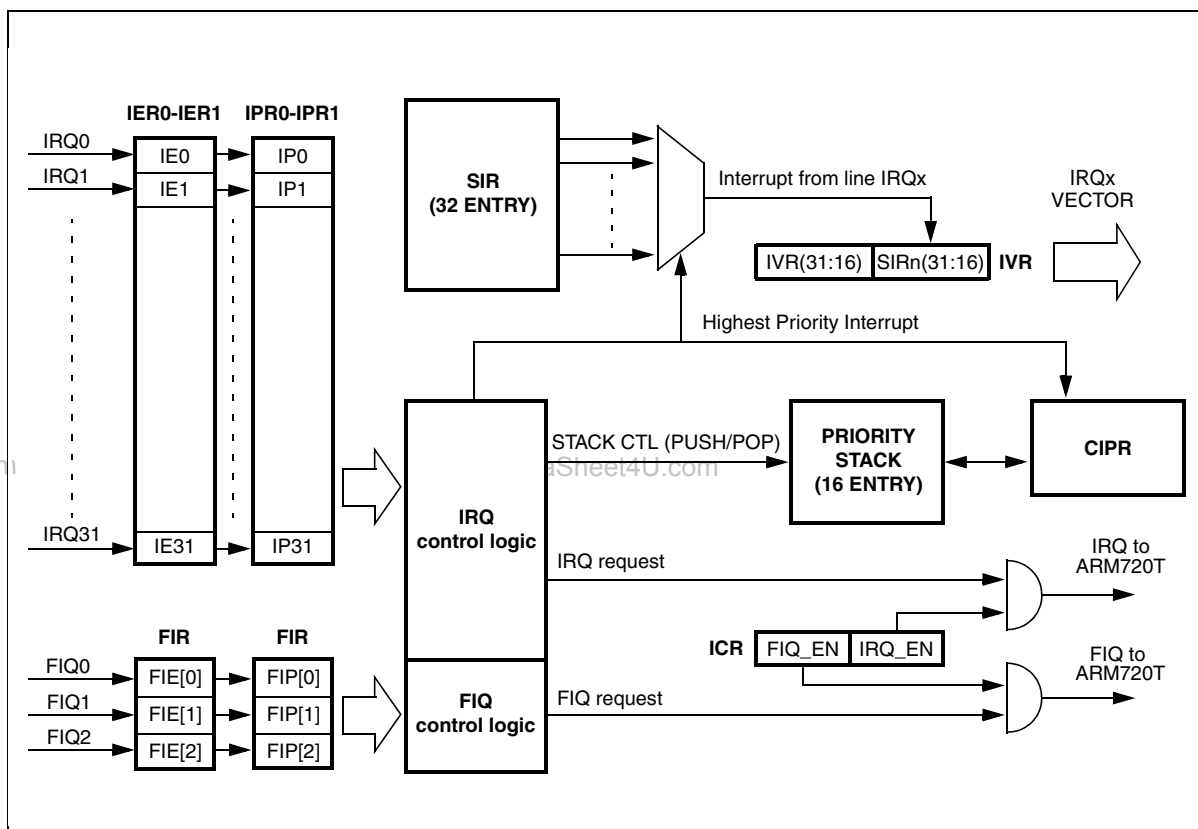 IER0-IER1
IPR0-IPR1
IRQ0
IE0
IP0
IRQ1
IE1
IP1
IRQ31
IE31
IP31
SIR
(32 ENTRY)
Interrupt from line IRQx
IRQx
VECTOR
IVR(31:16)
SIRn(31:16)
IVR
Highest Priority Interrupt
STACK CTL (PUSH/POP)
PRIORITY
STACK
(16 ENTRY)
CIPR
m
aSheet4U.com
IRQ
control logic
IRQ request
IRQ to
ARM720T
ICR
FIQ_EN
IRQ_EN
FIR
FIR
FIQ0
FIE[0]
FIP[0]
FIQ1
FIE[1]
FIP[1]
FIQ2
FIE[2]
FIP[2]
FIQ
control logic
FIQ request
FIQ to
ARM720T